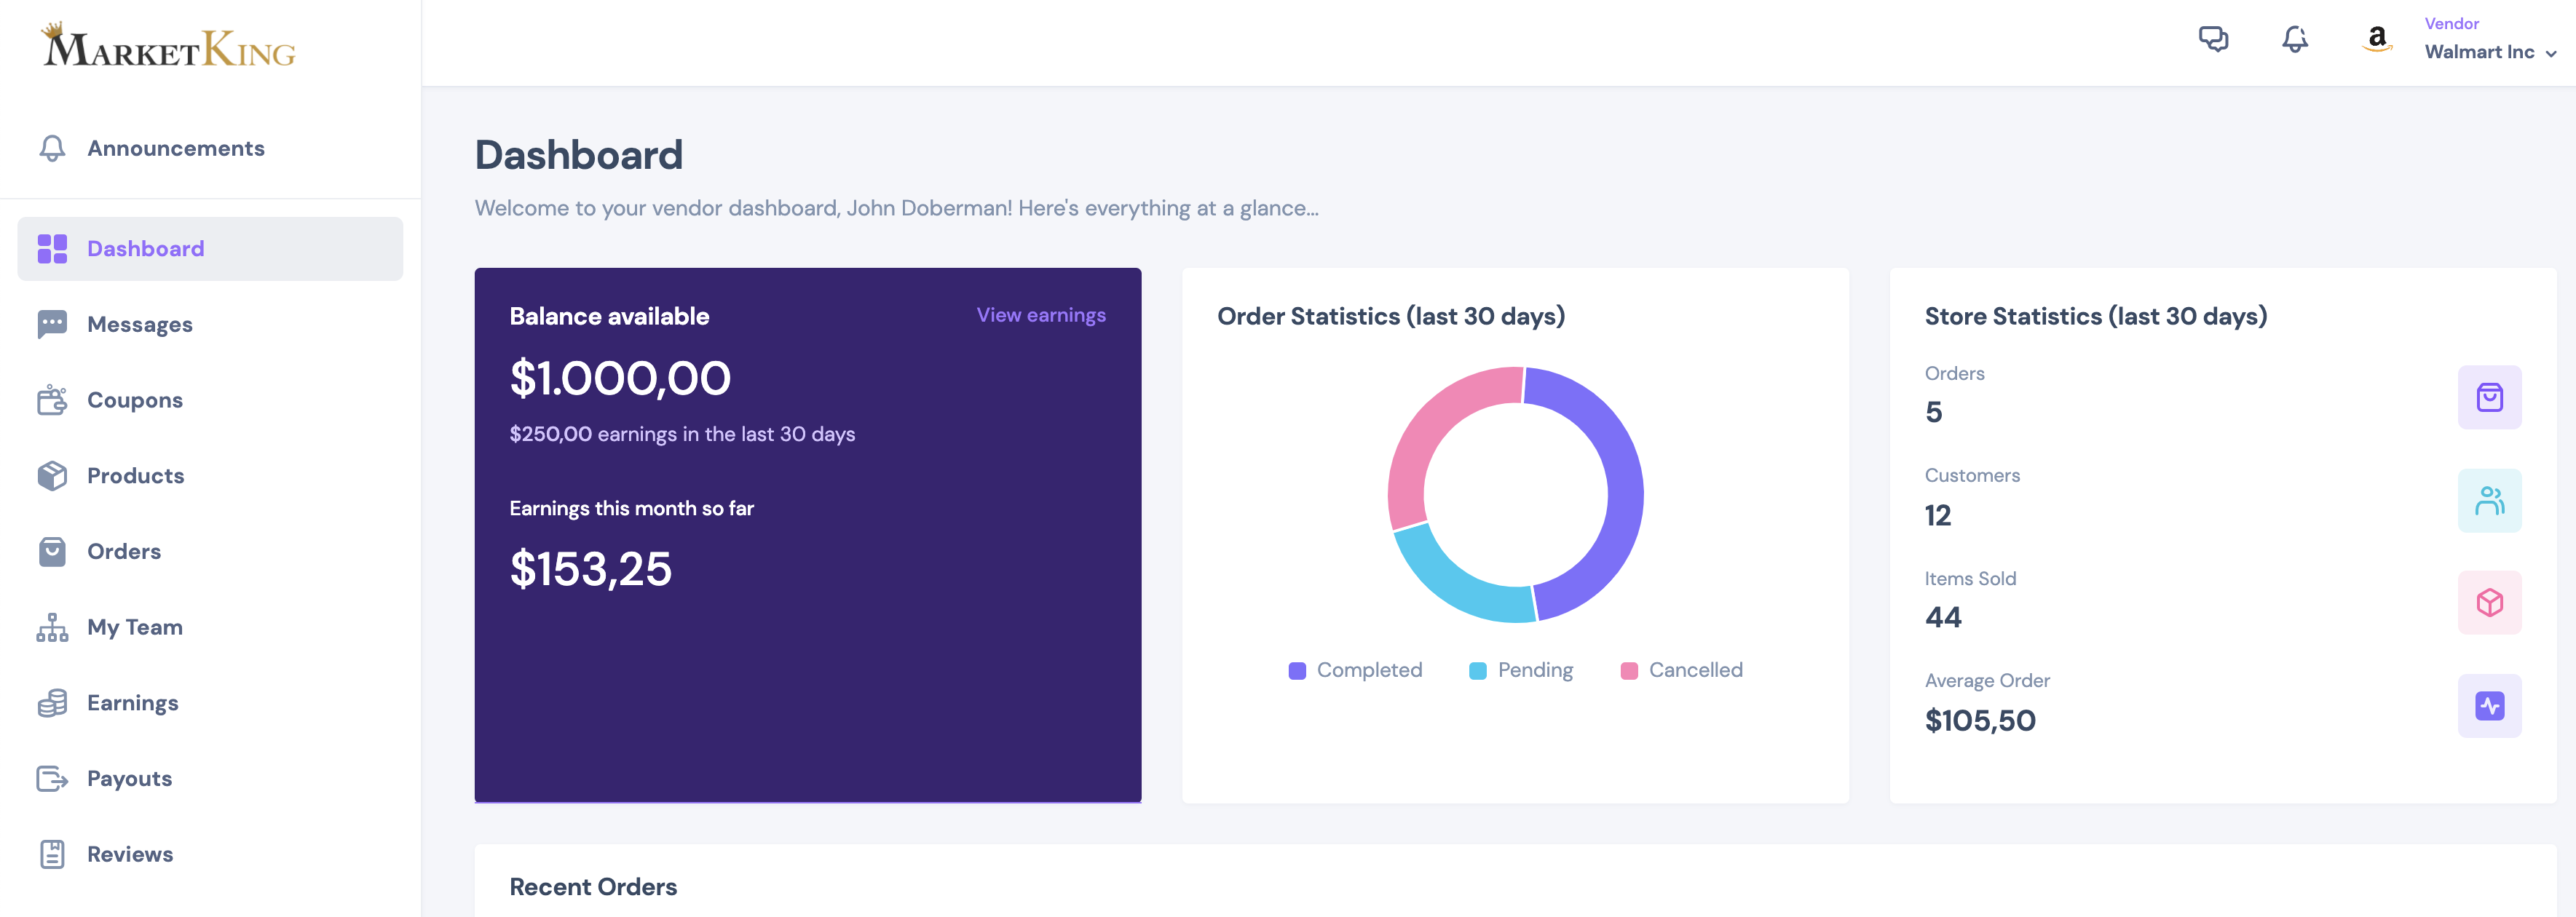 MARKETKING
Vendor
Walmart Inc
Announcements
Dashboard
Messages
Coupons
Products
Orders
My Team
Earnings
Payouts
Reviews
Dashboard
Welcome to your vendor dashboard, John Doberman! Here's everything at a glance...
Balance available
View earnings
$1.000,00
$250,00 earnings in the last 30 days
Earnings this month so far
$153,25
Order Statistics (last 30 days)
Completed Pending Cancelled
Store Statistics (last 30 days)
Orders
5
Customers
12
Items Sold
44
Average Order
$105,50
Recent Orders